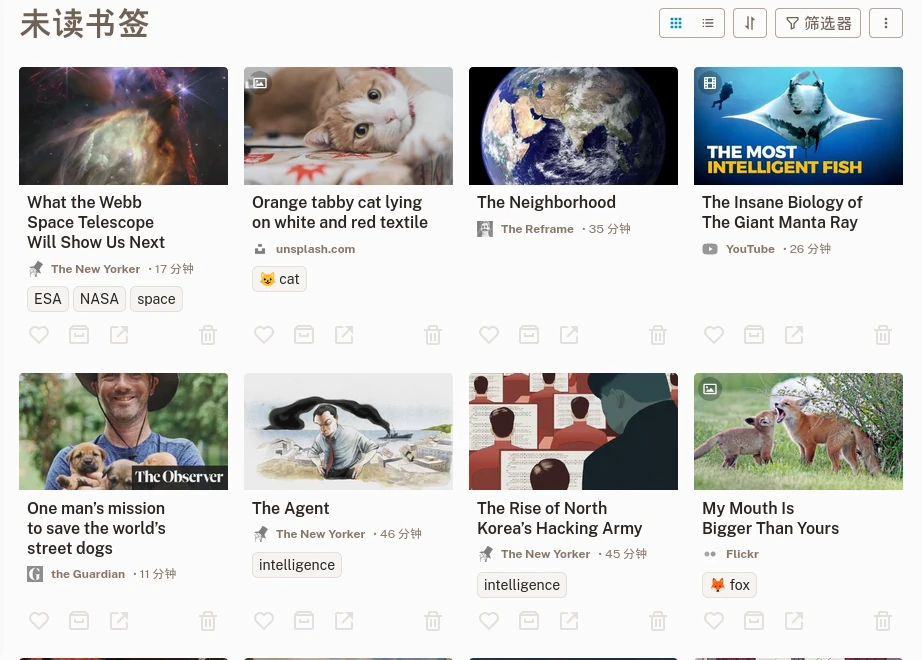 未读书签
筛选器
THE MOST
INTELLIGENT FISH
What the Webb
Space Telescope
Will Show Us Next
The New Yorker · 17 分钟
ESA NASA space
Orange tabby cat lying
on white and red textile
unsplash.com
😺 cat
The Neighborhood
The Reframe · 35 分钟
The Insane Biology of
The Giant Manta Ray
YouTube · 26 分钟
The Observer
One man’s mission
to save the world’s
street dogs
the Guardian · 11 分钟
The Agent
The New Yorker · 46 分钟
intelligence
The Rise of North
Korea’s Hacking Army
The New Yorker · 45 分钟
intelligence
My Mouth Is
Bigger Than Yours
Flickr
🦊 fox